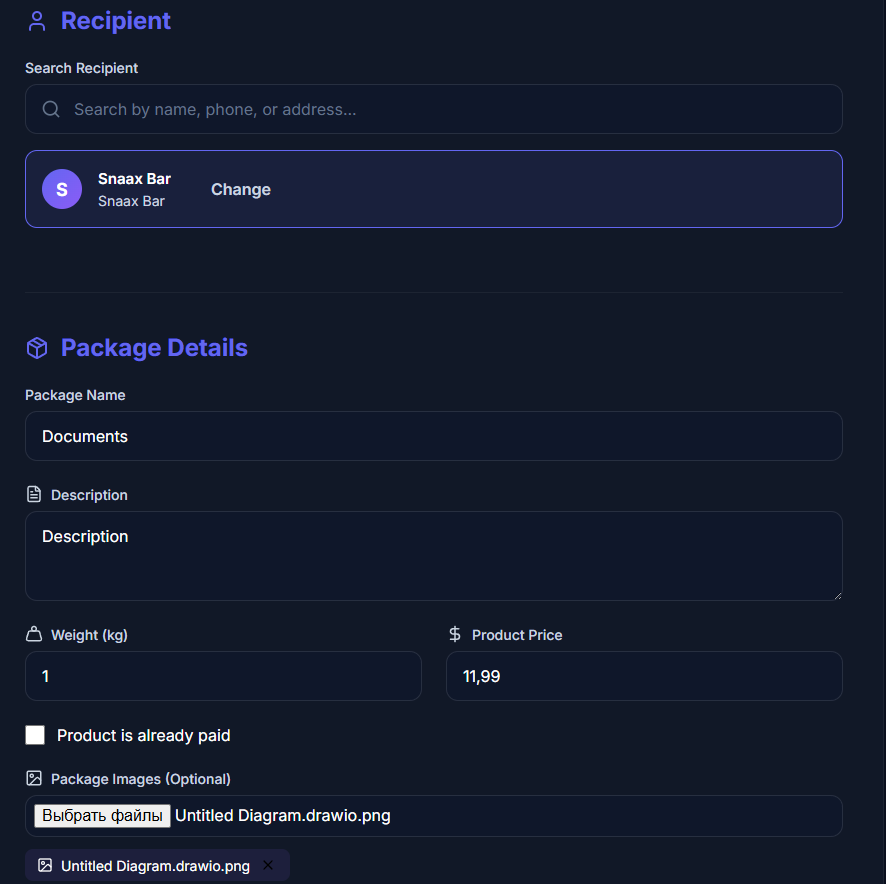 Recipient
Search Recipient
Search by name, phone, or address...
S
Snaax Bar
Snaax Bar
Change
Package Details
Package Name
Documents
Description
Description
Weight (kg)
$ Product Price
1
11,99
Product is already paid
Package Images (Optional)
Выбрать файлы Untitled Diagram.drawio.png
Untitled Diagram.drawio.png ×